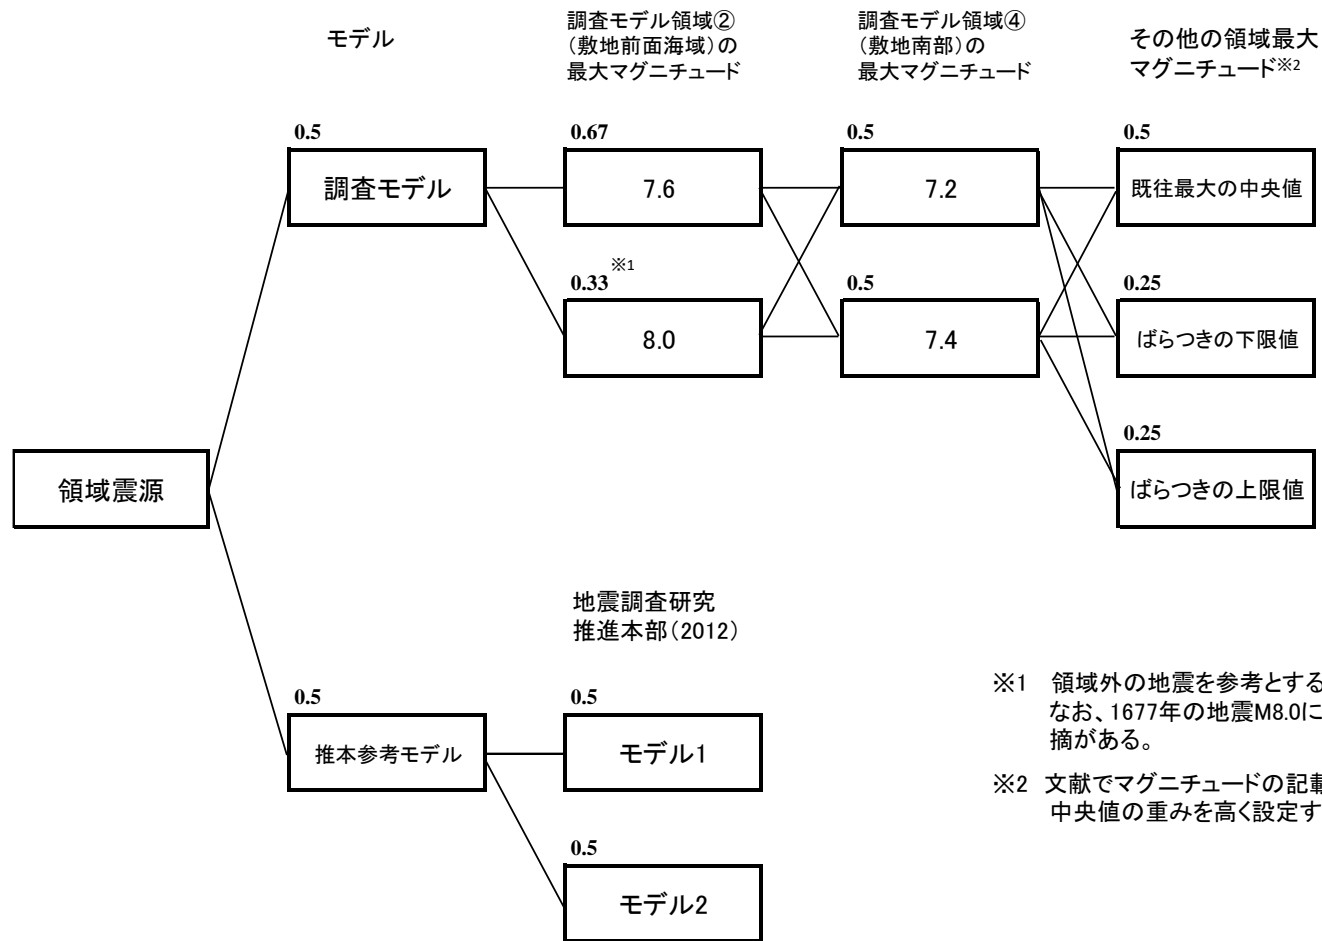 モデル
調査モデル領域②
（敷地前面海域）の
最大マグニチュード
調査モデル領域④
（敷地南部）の
最大マグニチュード
その他の領域最大
マグニチュード※2
0.5
調査モデル
0.67
7.6
0.5
7.2
0.5
既往最大の中央値
0.33※1
8.0
0.5
7.4
0.25
ばらつきの下限値
0.25
ばらつきの上限値
領域震源
地震調査研究
推進本部（2012）
0.5
推本参考モデル
0.5
モデル1
0.5
モデル2
※1 領域外の地震を参考とする
なお、1677年の地震M8.0に
摘がある。
※2 文献でマグニチュードの記載
中央値の重みを高く設定す